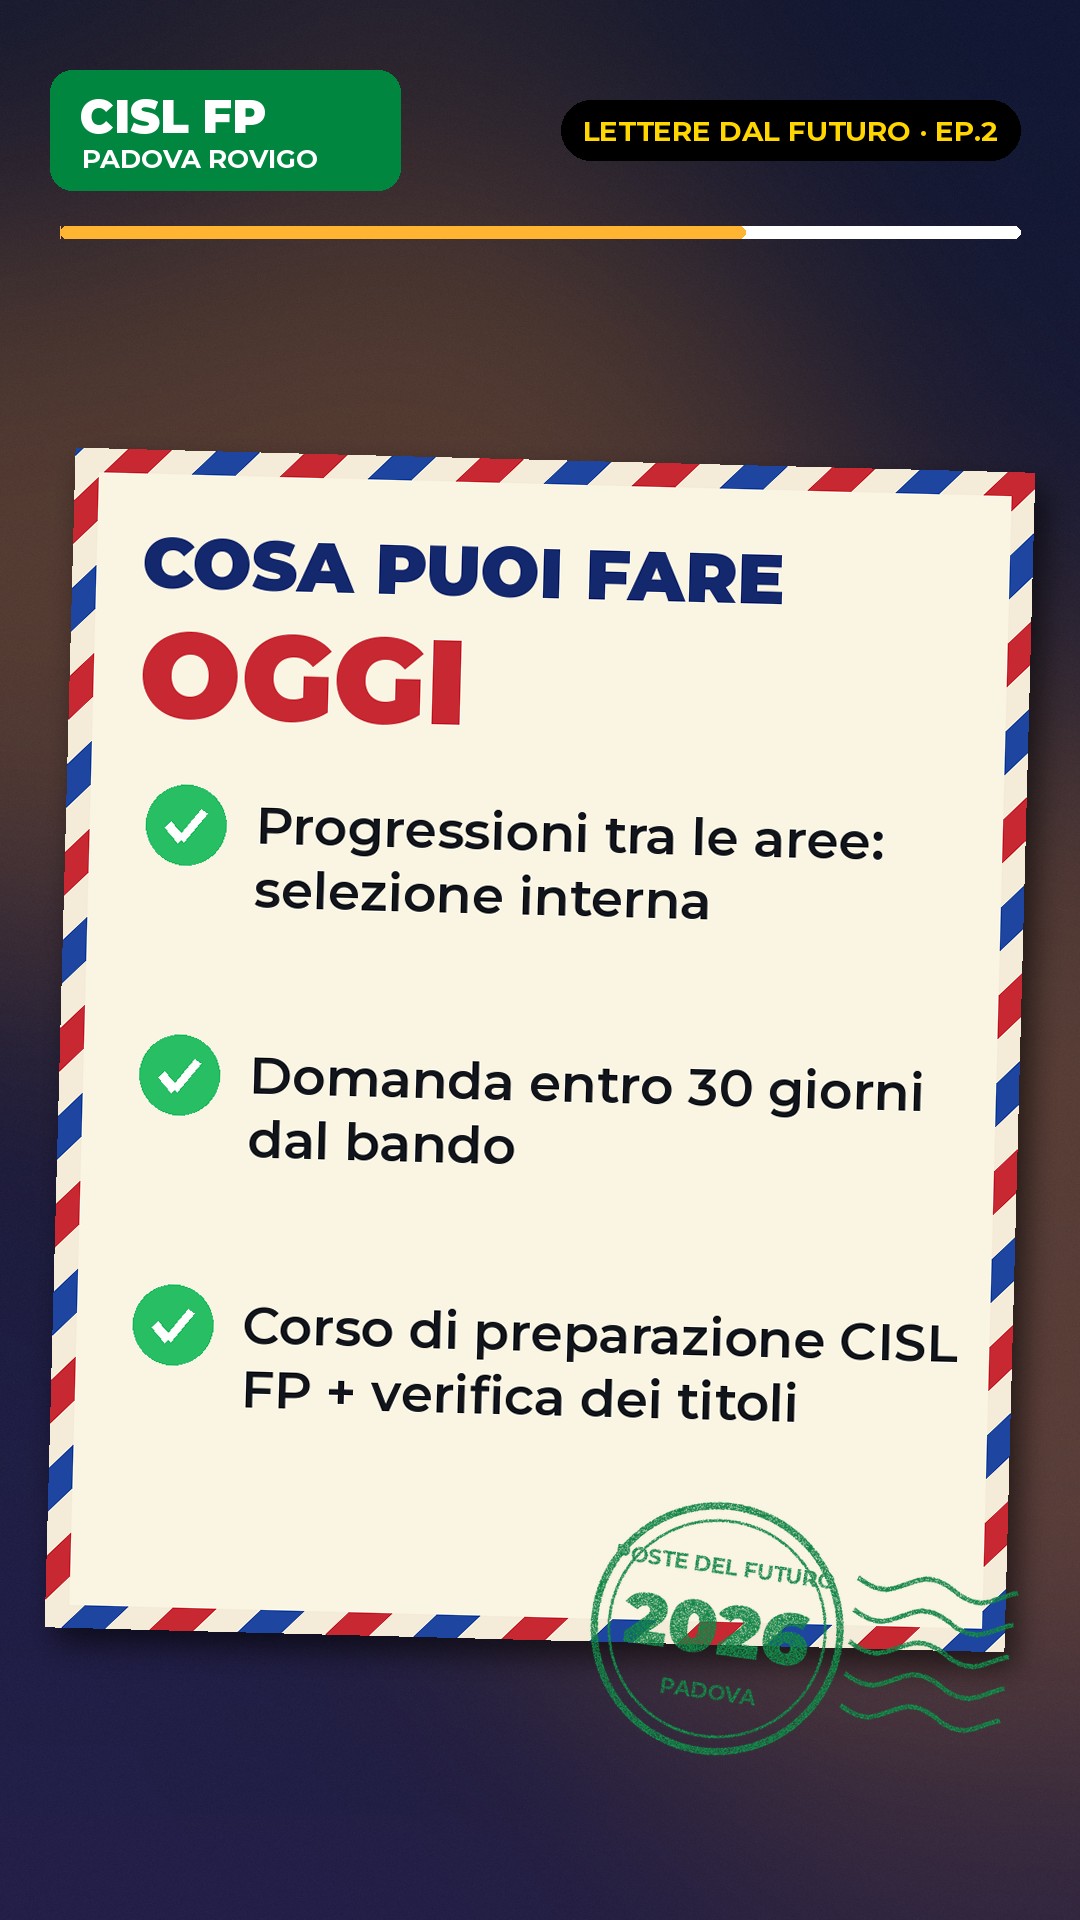 CISL FP
PADOVA ROVIGO
LETTERE DAL FUTURO · EP.2
COSA PUOI FARE
OGGI
Progressioni tra le aree:
selezione interna
Domanda entro 30 giorni
dal bando
Corso di preparazione CISL
FP + verifica dei titoli
POSTE DEL FUTURO
2026
PADOVA